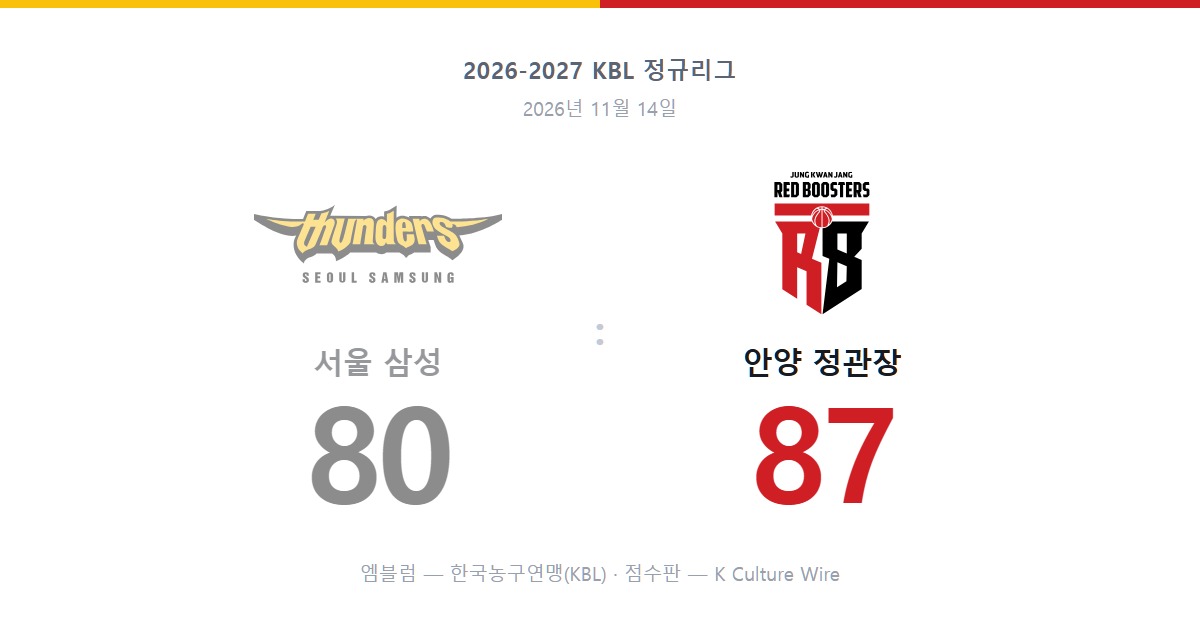 2026-2027 KBL 정규리그
2026년 11월 14일
thunders
SEOUL SAMSUNG
JUNG KWAN JANG
RED BOOSTERS
RB
:
서울 삼성
안양 정관장
80
87
엠블럼 — 한국농구연맹(KBL) · 점수판 — K Culture Wire